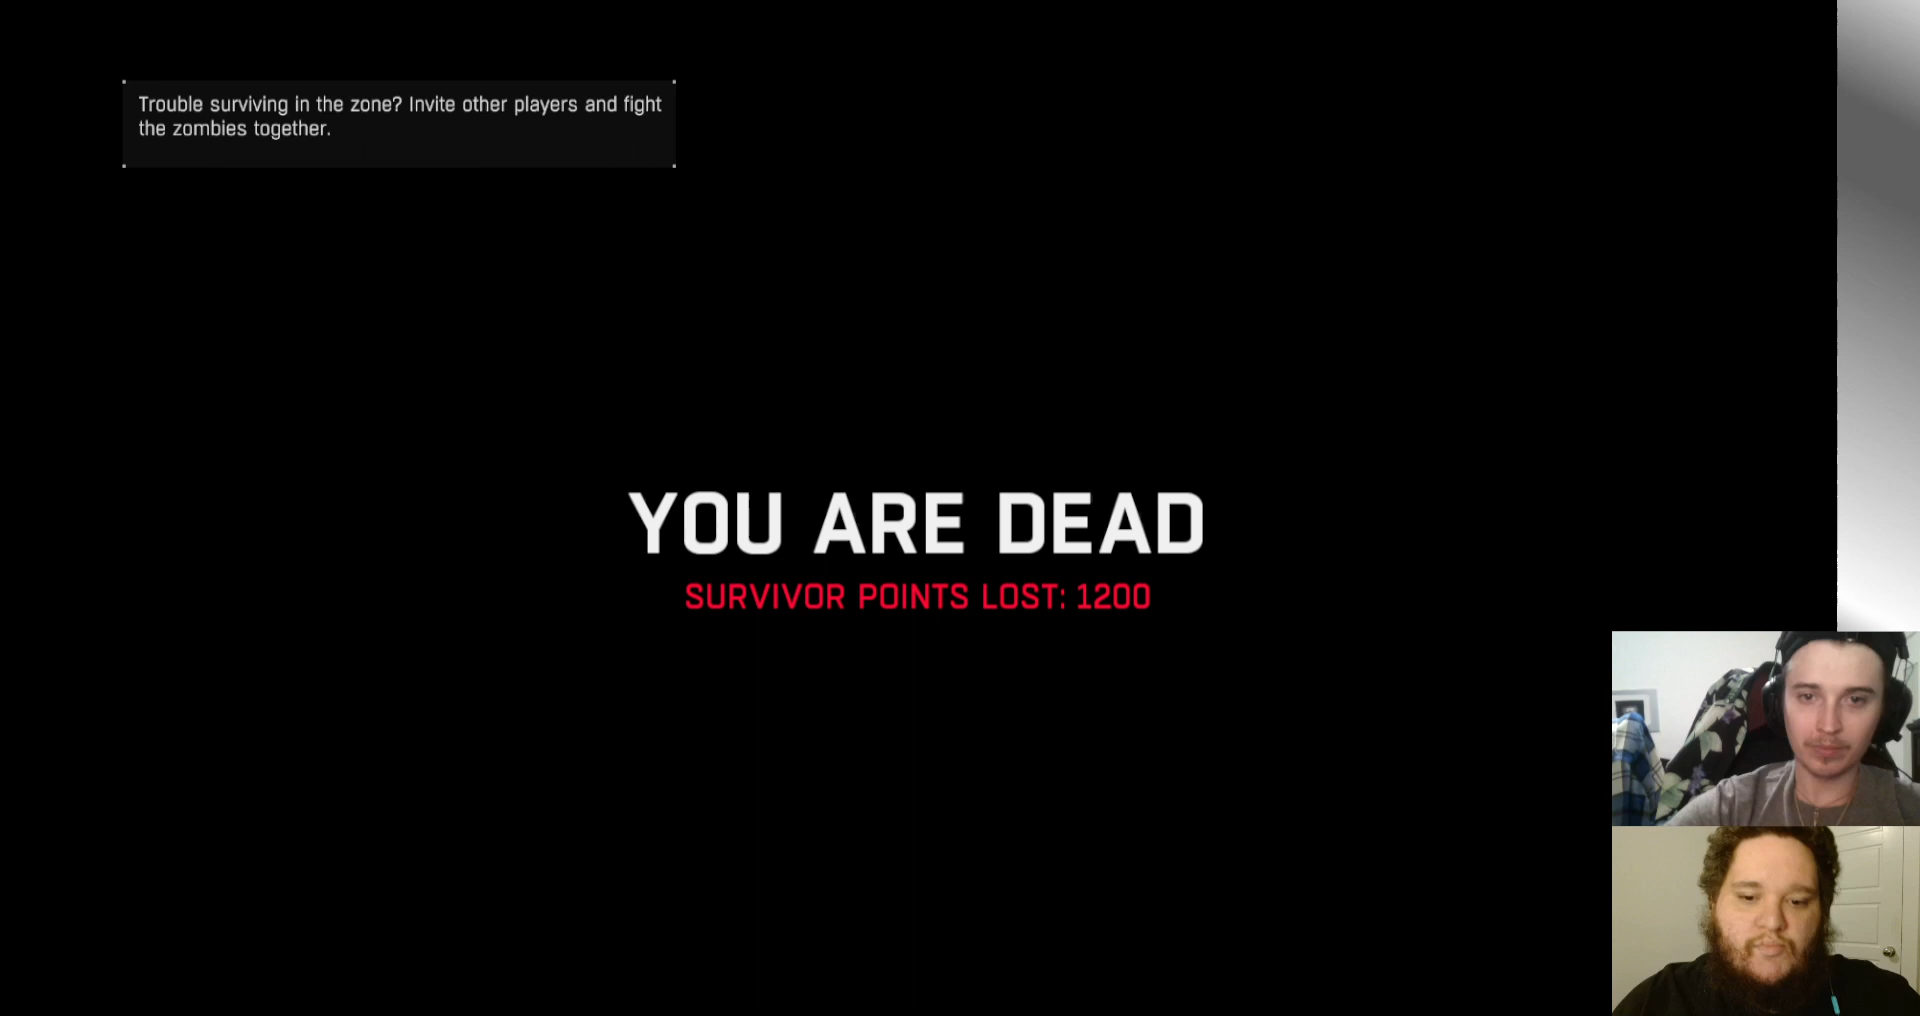 Trouble surviving in the zone? Invite other players and fight
the zombies together.
YOU ARE DEAD
SURVIVOR POINTS LOST: 1200